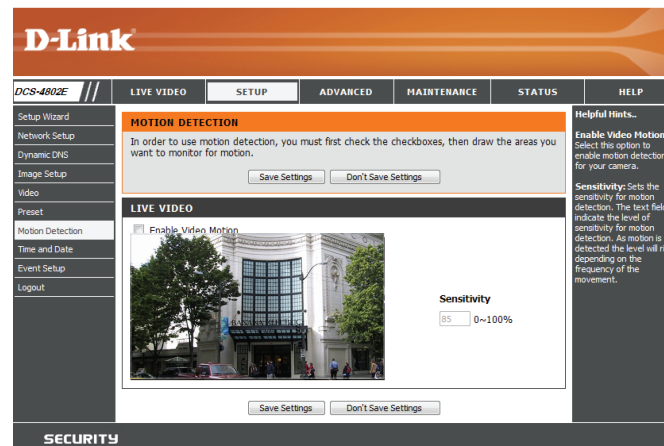 D-Link
DCS-4802E // LIVE VIDEO SETUP ADVANCED MAINTENANCE STATUS HELP
Setup Wizard
Network Setup
Dynamic DNS
Image Setup
Video
Preset
Motion Detection
Time and Date
Event Setup
Logout
MOTION DETECTION
In order to use motion detection, you must first check the checkboxes, then draw the areas you
want to monitor for motion.
Save Settings Don't Save Settings
LIVE VIDEO
Enable Video Motion
Sensitivity
85 0~100%
Save Settings Don't Save Settings
Helpful Hints..
Enable Video Motion
Select this option to
enable motion detection
for your camera.
Sensitivity: Sets the
sensitivity for motion
detection. The text field
indicate the level of
sensitivity for motion
detection. As motion is
detected the level will ri
depending on the
frequency of the
movement.
SECURITY